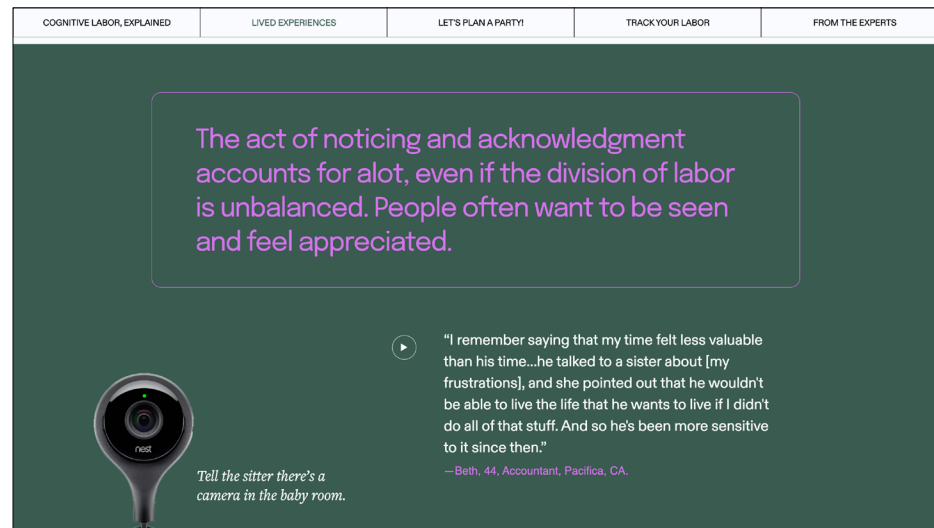 COGNITIVE LABOR, EXPLAINED
LIVED EXPERIENCES
LET'S PLAN A PARTY!
TRACK YOUR LABOR
FROM THE EXPERTS
The act of noticing and acknowledgment
accounts for alot, even if the division of labor
is unbalanced. People often want to be seen
and feel appreciated.
“I remember saying that my time felt less valuable
than his time...he talked to a sister about [my
frustrations], and she pointed out that he wouldn't
be able to live the life that he wants to live if I didn't
do all of that stuff. And so he's been more sensitive
to it since then.”
—Beth, 44, Accountant, Pacifica, CA.
nest
Tell the sitter there's a
camera in the baby room.